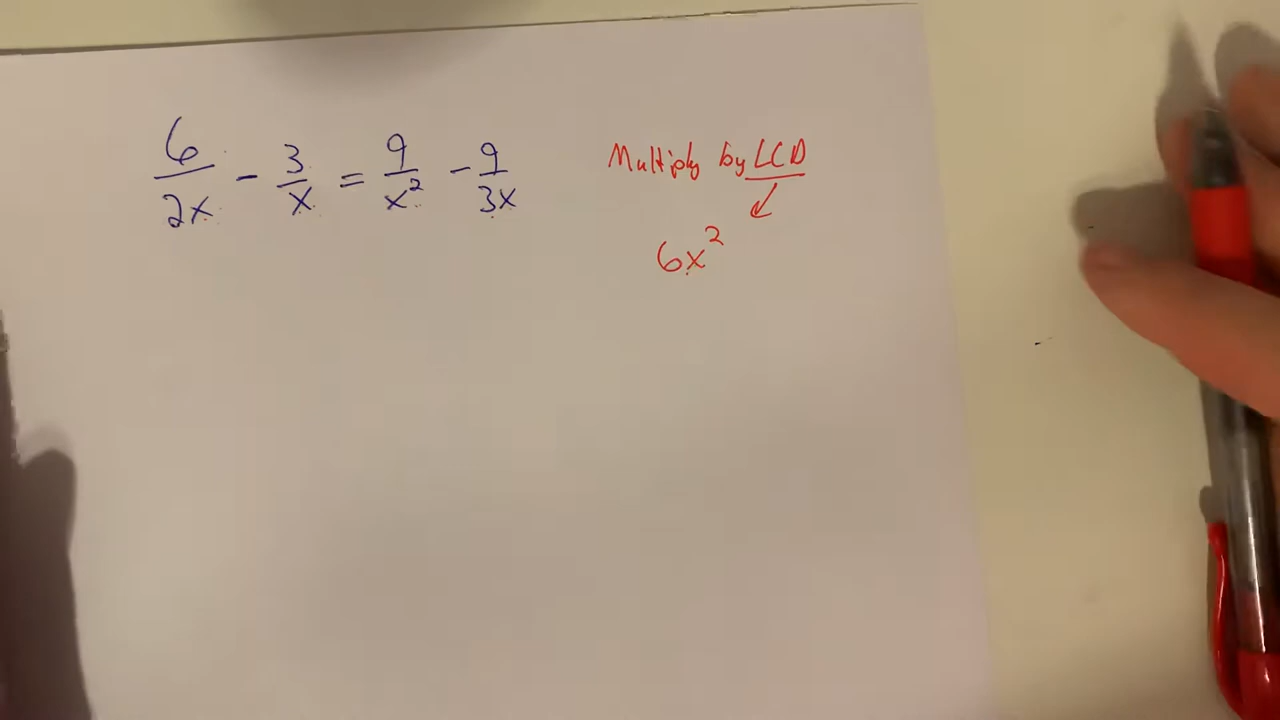 6/2x - 3/x = 9/x² - 9/3x
Multiply by LCD
6x²